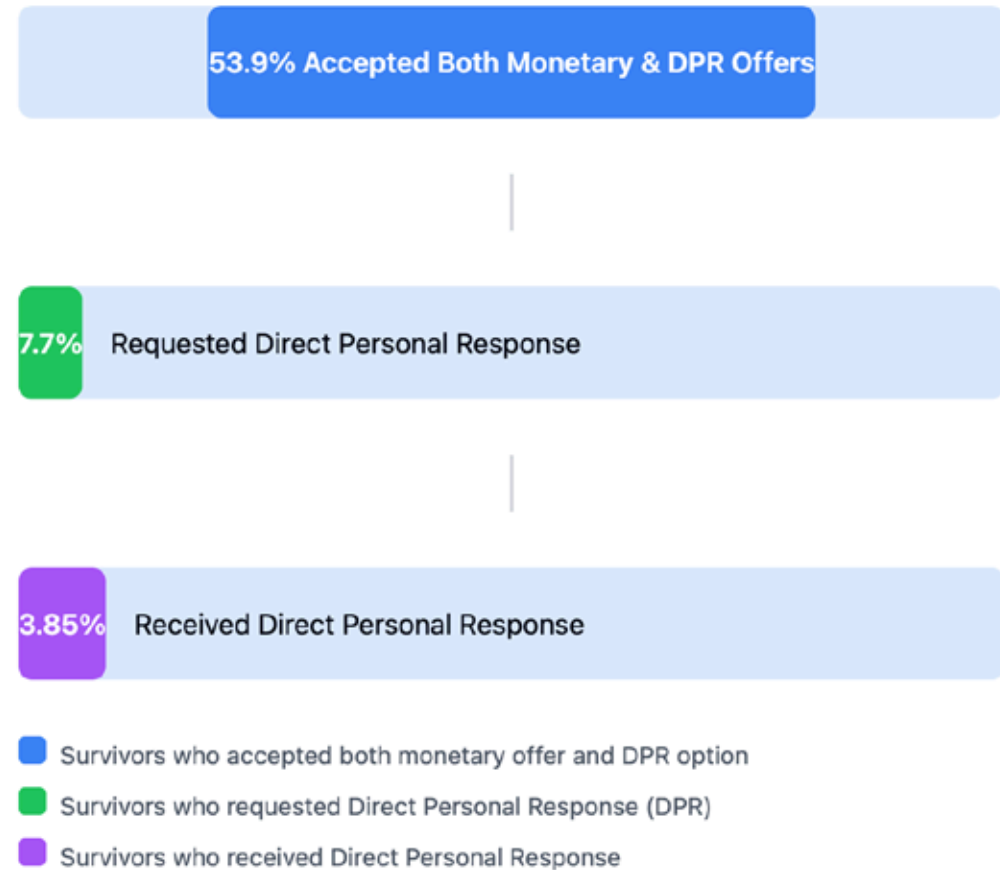 53.9% Accepted Both Monetary & DPR Offers
7.7% Requested Direct Personal Response
3.85% Received Direct Personal Response
Survivors who accepted both monetary offer and DPR option
Survivors who requested Direct Personal Response (DPR)
Survivors who received Direct Personal Response